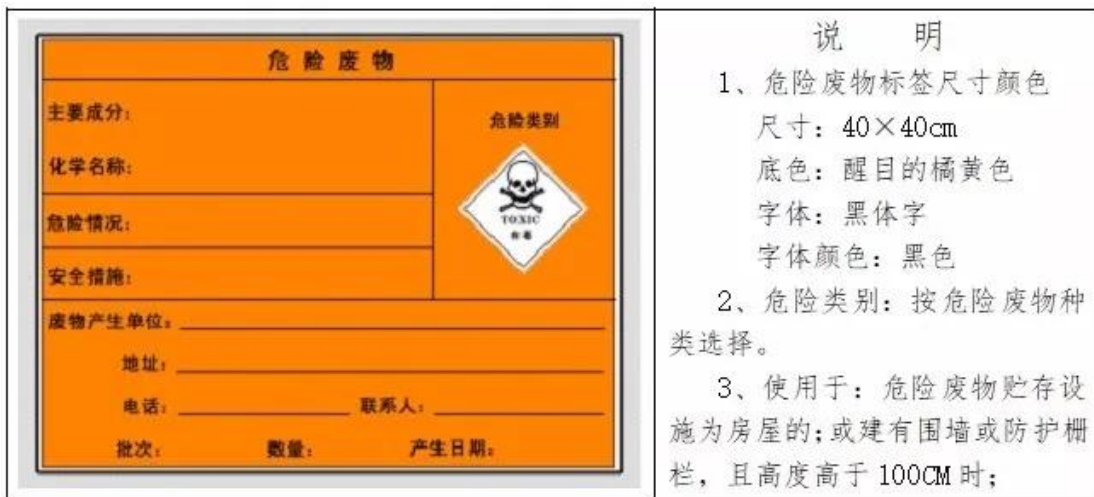 危险废物
主要成分：
危险类别
化学名称：
TOXIC
有毒
危险情况：
安全措施：
废物产生单位：
地址：
电话： 联系人：
批次： 数量： 产生日期：
说 明
1、危险废物标签尺寸颜色
尺寸：40×40cm
底色：醒目的橘黄色
字体：黑体字
字体颜色：黑色
2、危险类别：按危险废物种
类选择。
3、使用于：危险废物贮存设
施为房屋的；或建有围墙或防护栅
栏，且高度高于 100CM 时；